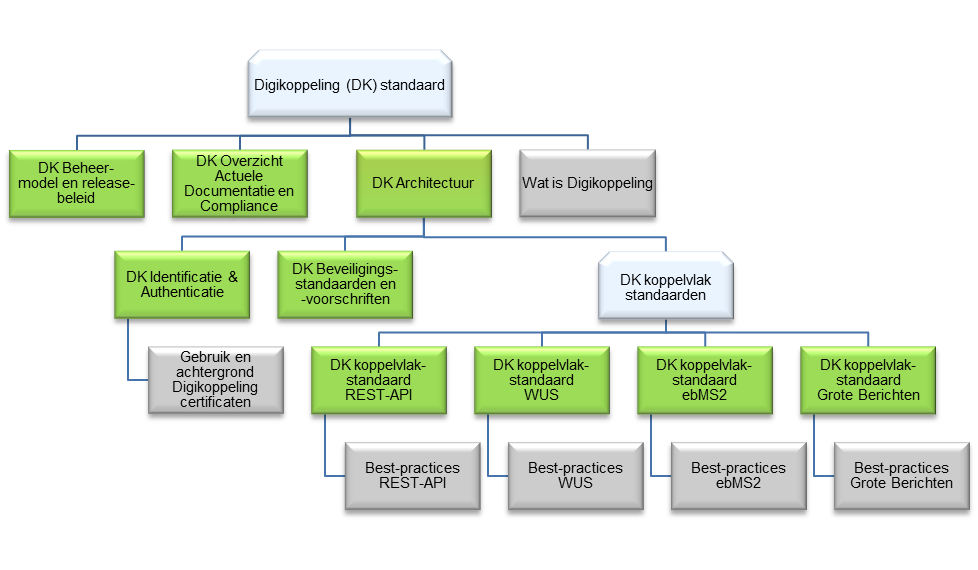 Digikoppeling (DK) standaard
DK Beheer-
model en release-
beleid
DK Overzicht
Actuele
Documentatie en
Compliance
DK Architectuur
Wat is Digikoppeling
DK Identificatie &
Authenticatie
DK Beveiligings-
standaarden en
-voorschriften
DK koppelvlak
standaarden
Gebruik en
achtergrond
Digikoppeling
certificaten
DK koppelvlak-
standaard
REST-API
DK koppelvlak-
standaard
WUS
DK koppelvlak-
standaard
ebMS2
DK koppelvlak-
standaard
Grote Berichten
Best-practices
REST-API
Best-practices
WUS
Best-practices
ebMS2
Best-practices
Grote Berichten